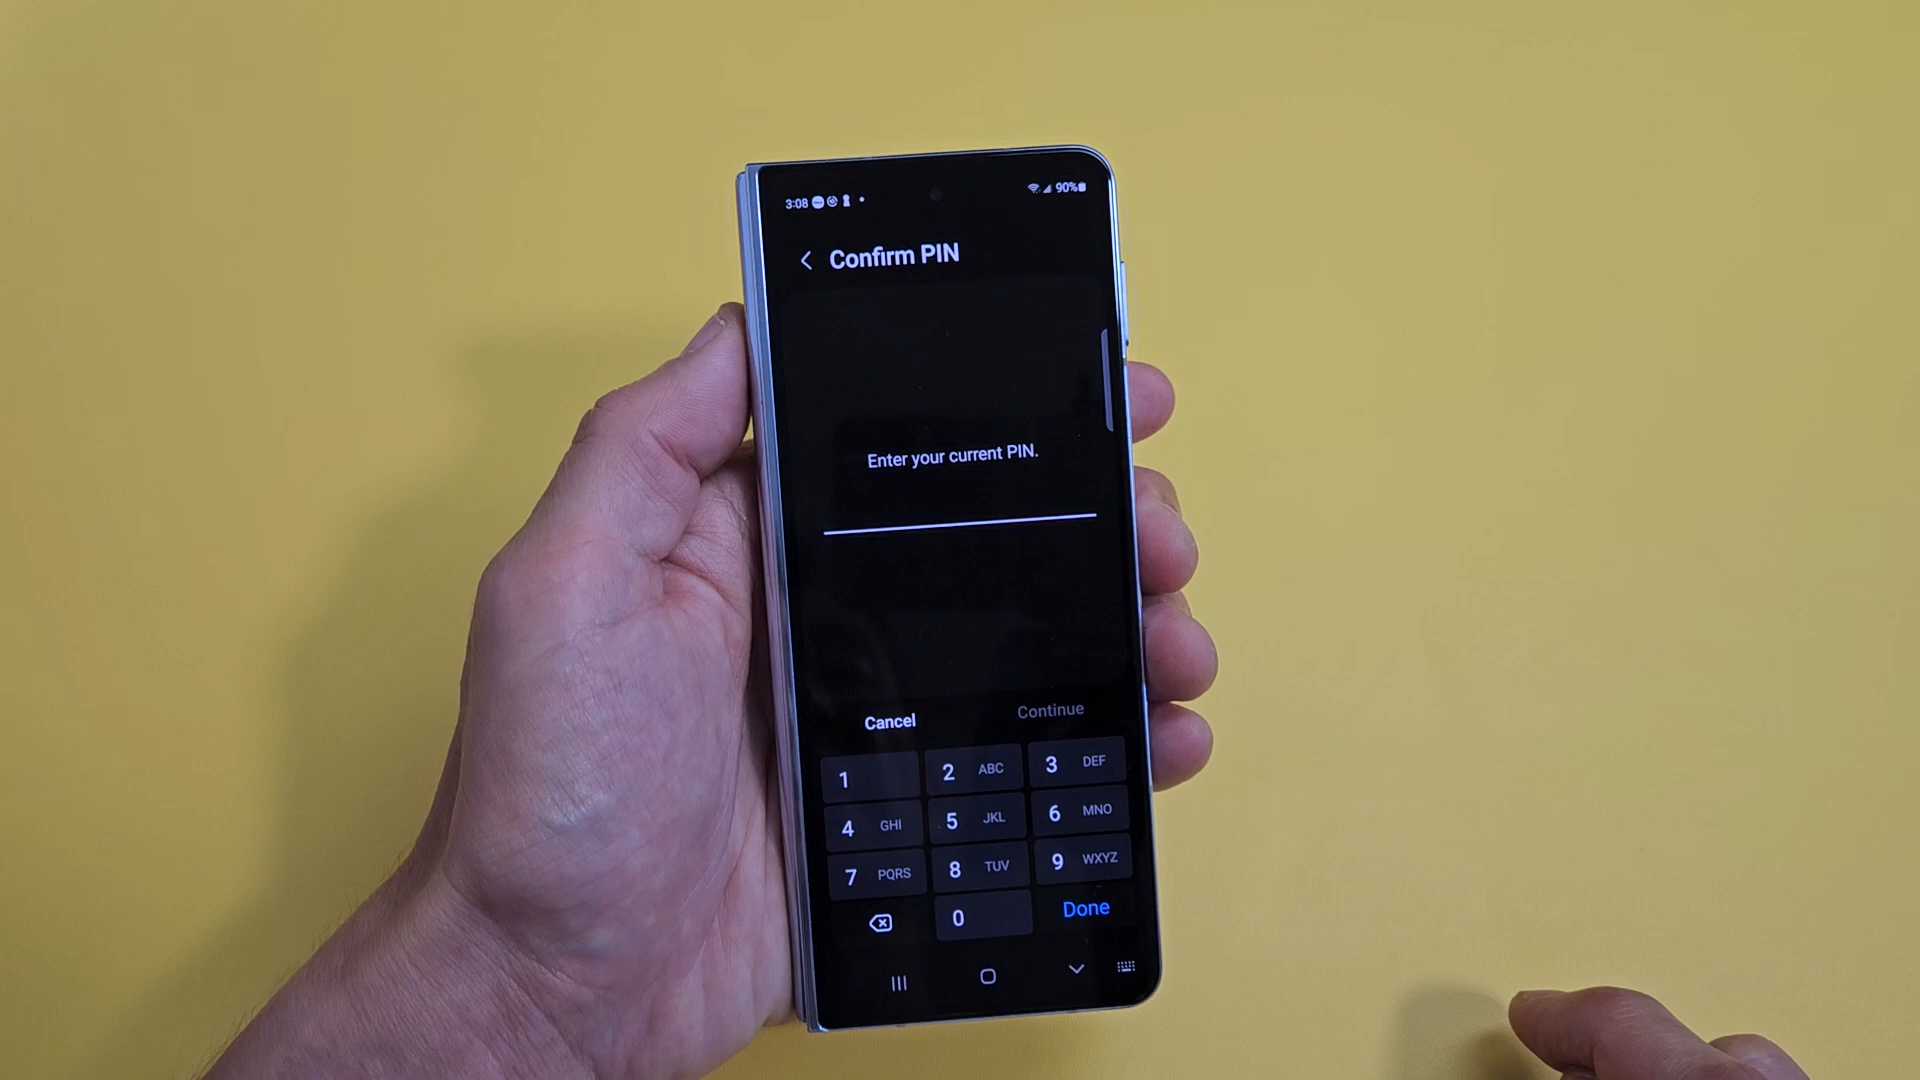 3:08 90%
Confirm PIN
Enter your current PIN.
Cancel Continue
1 2 ABC 3 DEF
4 GHI 5 JKL 6 MNO
7 PQRS 8 TUV 9 WXYZ
0 Done